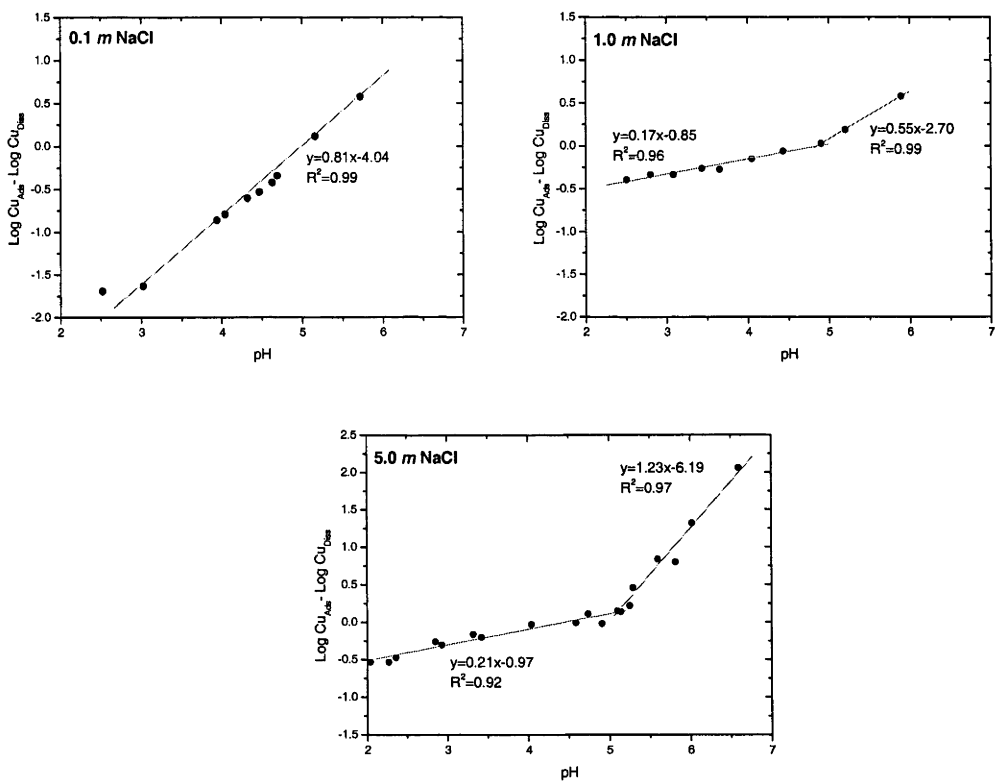 0.1 m NaCl
1.5
1.0
0.5
0.0
-0.5
-1.0
-1.5
-2.0
Log Cu_Ads - Log Cu_Diss
y=0.81x-4.04
R²=0.99
2 3 4 5 6 7
pH
1.0 m NaCl
1.5
1.0
0.5
0.0
-0.5
-1.0
-1.5
-2.0
Log Cu_Ads - Log Cu_Diss
y=0.17x-0.85
R²=0.96
y=0.55x-2.70
R²=0.99
2 3 4 5 6 7
pH
5.0 m NaCl
2.5
2.0
1.5
1.0
0.5
0.0
-0.5
-1.0
-1.5
Log Cu_Ads - Log Cu_Diss
y=1.23x-6.19
R²=0.97
y=0.21x-0.97
R²=0.92
2 3 4 5 6 7
pH